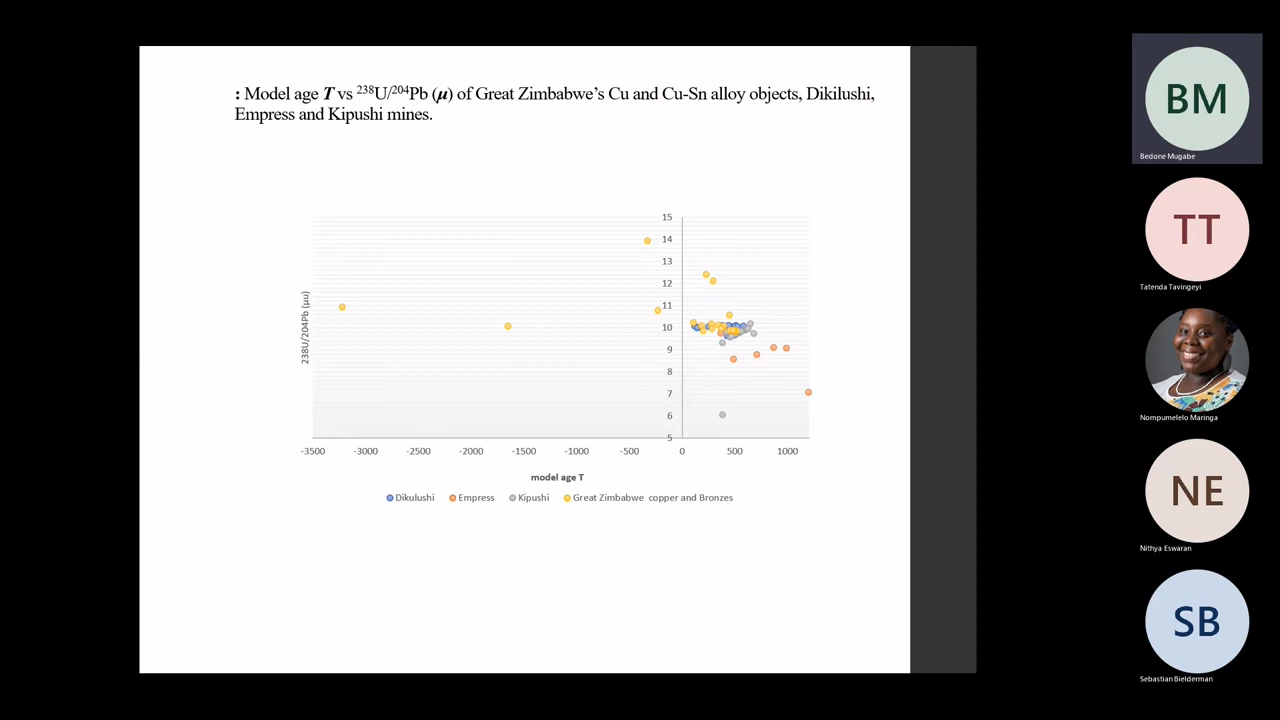 : Model age T vs 238U/204Pb (μ) of Great Zimbabwe’s Cu and Cu-Sn alloy objects, Dikilushi,
Empress and Kipushi mines.
238U/204Pb (μu)
15
14
13
12
11
10
9
8
7
6
5
-3500 -3000 -2500 -2000 -1500 -1000 -500 0 500 1000
model age T
Dikulushi Empress Kipushi Great Zimbabwe copper and Bronzes
BM
Bedone Mugabe
TT
Tatenda Tavingeyi
Nompumelelo Maringa
NE
Nithya Eswaran
SB
Sebastian Bielderman